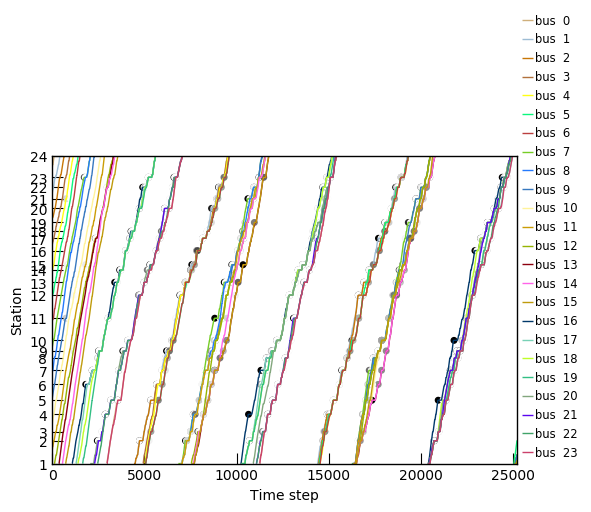 bus 0
bus 1
bus 2
bus 3
bus 4
bus 5
bus 6
bus 7
bus 8
bus 9
bus 10
bus 11
bus 12
bus 13
bus 14
bus 15
bus 16
bus 17
bus 18
bus 19
bus 20
bus 21
bus 22
bus 23
Station
24
23
22
21
20
19
18
17
16
15
14
13
12
11
10
9
8
7
6
5
4
3
2
1
0
5000
10000
15000
20000
25000
Time step